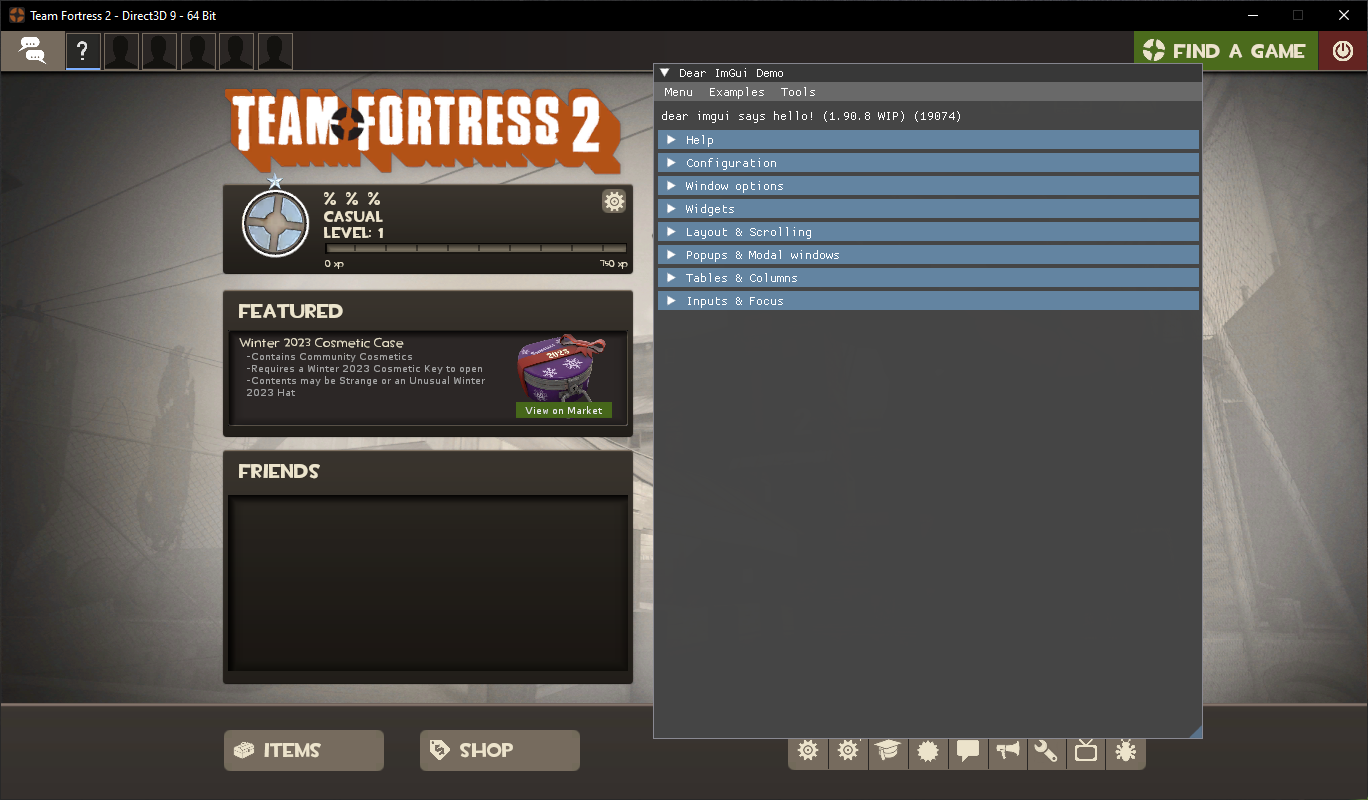 Team Fortress 2 - Direct3D 9 - 64 Bit
?
FIND A GAME
TEAM FORTRESS 2
% % %
CASUAL
LEVEL: 1
0 xp
750 xp
FEATURED
Winter 2023 Cosmetic Case
-Contains Community Cosmetics
-Requires a Winter 2023 Cosmetic Key to open
-Contents may be Strange or an Unusual Winter
2023 Hat
2023
View on Market
FRIENDS
ITEMS
SHOP
Dear ImGui Demo
Menu Examples Tools
dear imgui says hello! (1.90.8 WIP) (19074)
Help
Configuration
Window options
Widgets
Layout & Scrolling
Popups & Modal windows
Tables & Columns
Inputs & Focus